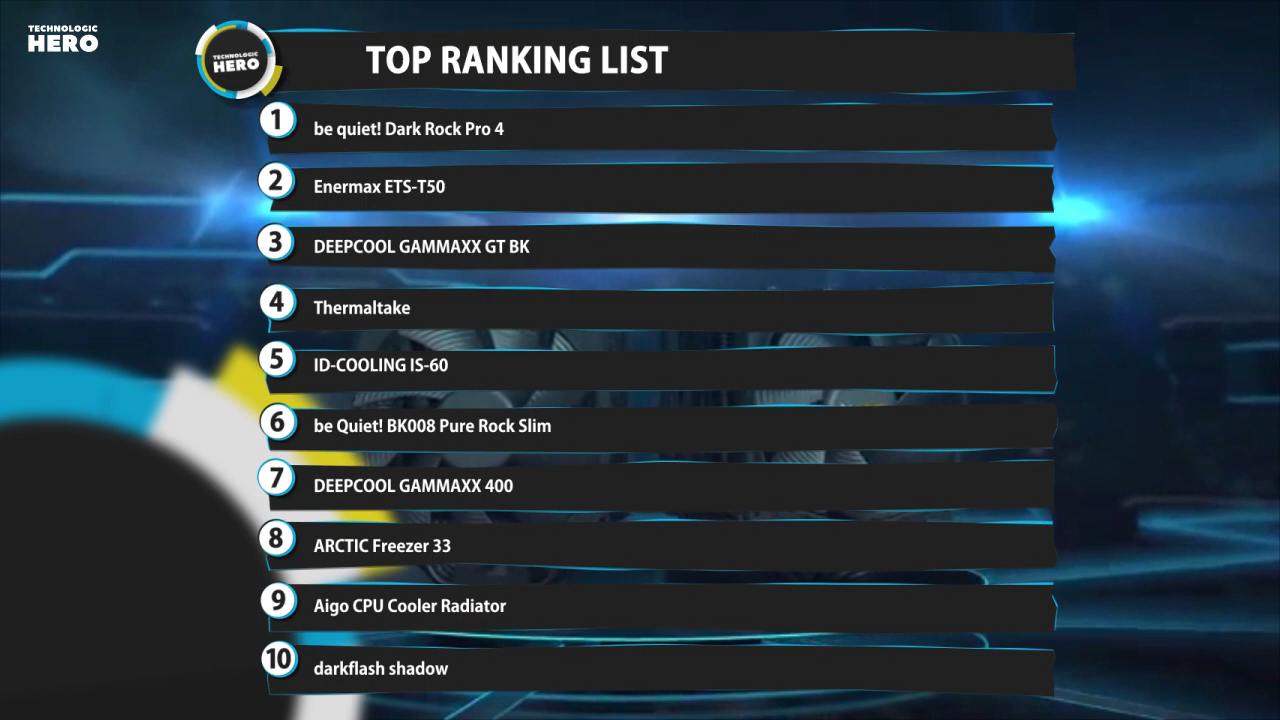 TECHNOLOGIC
HERO
TECHNOLOGIC
HERO
TOP RANKING LIST
1
be quiet! Dark Rock Pro 4
2
Enermax ETS-T50
3
DEEPCOOL GAMMAXX GT BK
4
Thermaltake
5
ID-COOLING IS-60
6
be Quiet! BK008 Pure Rock Slim
7
DEEPCOOL GAMMAXX 400
8
ARCTIC Freezer 33
9
Aigo CPU Cooler Radiator
10
darkflash shadow